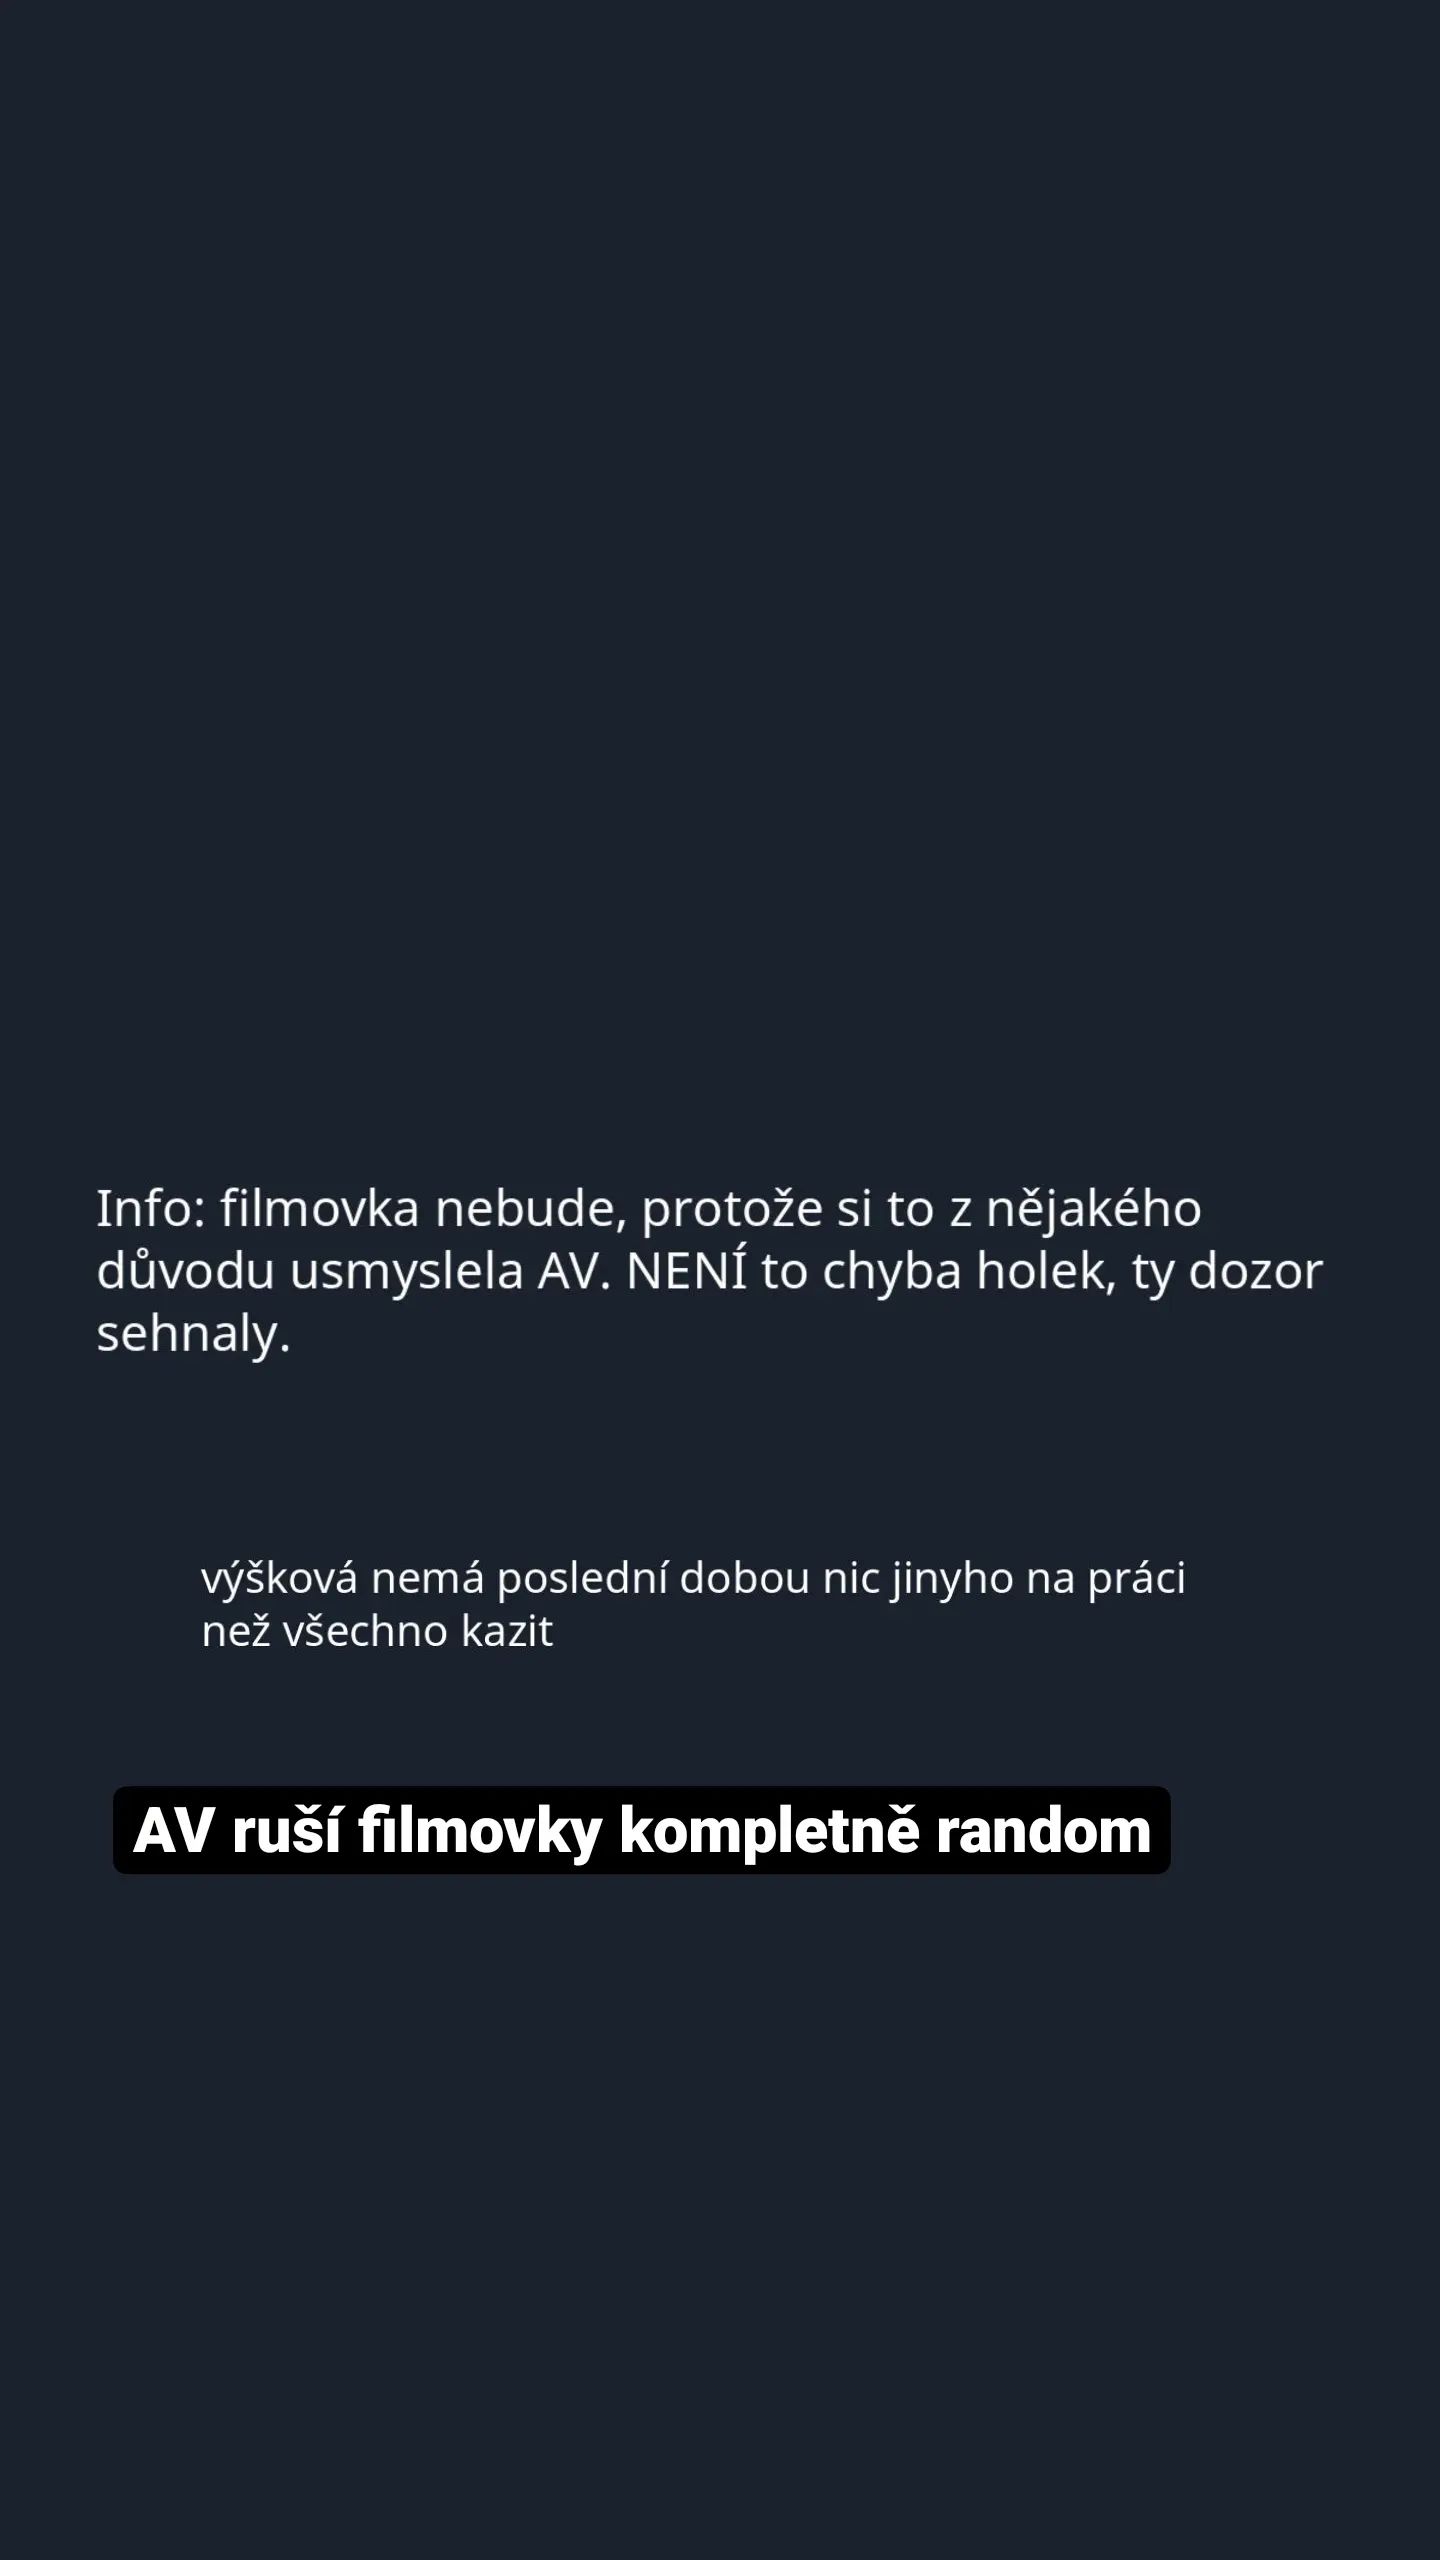 Info: filmovka nebude, protože si to z nějakého
důvodu usmyslela AV. NENÍ to chyba holek, ty dozor
sehnaly.
výšková nemá poslední dobou nic jinyho na práci
než všechno kazit
AV ruší filmovky kompletně random